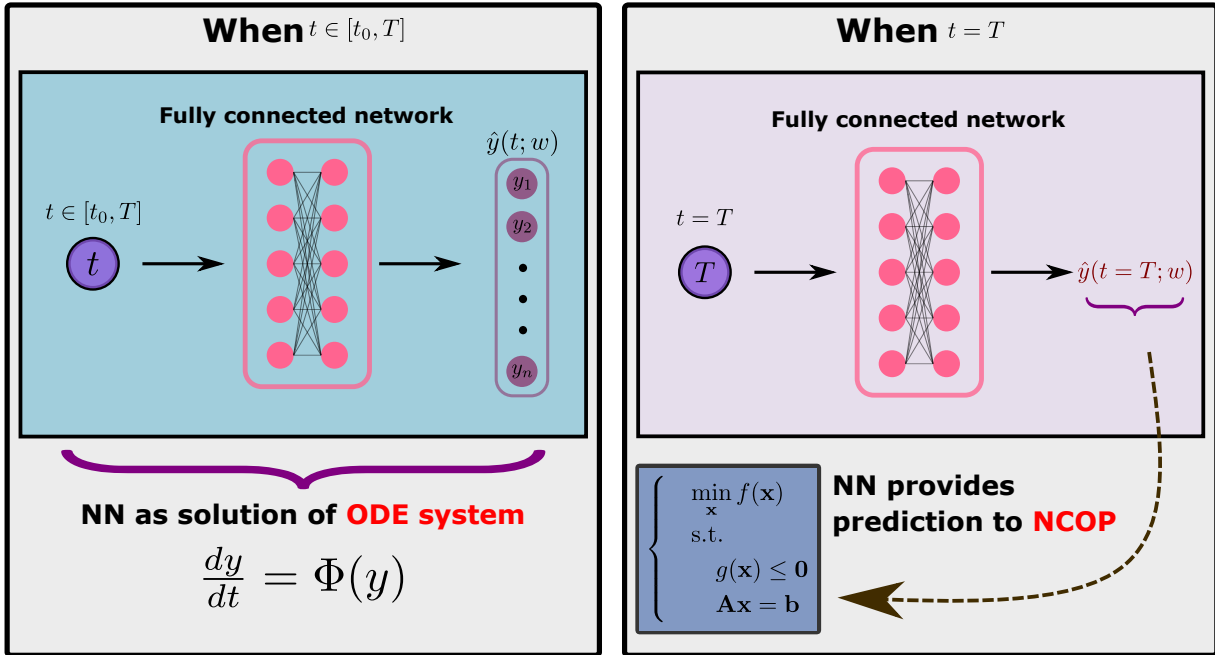 When t ∈ [t₀, T]
Fully connected network
ŷ(t; w)
t ∈ [t₀, T]
t
y₁
y₂
yₙ
NN as solution of ODE system
dy/dt = Φ(y)
When t = T
Fully connected network
t = T
T
ŷ(t = T; w)
min f(𝐱)
𝐱
s.t.
g(𝐱) ≤ 𝟎
𝐀𝐱 = 𝐛
NN provides
prediction to NCOP